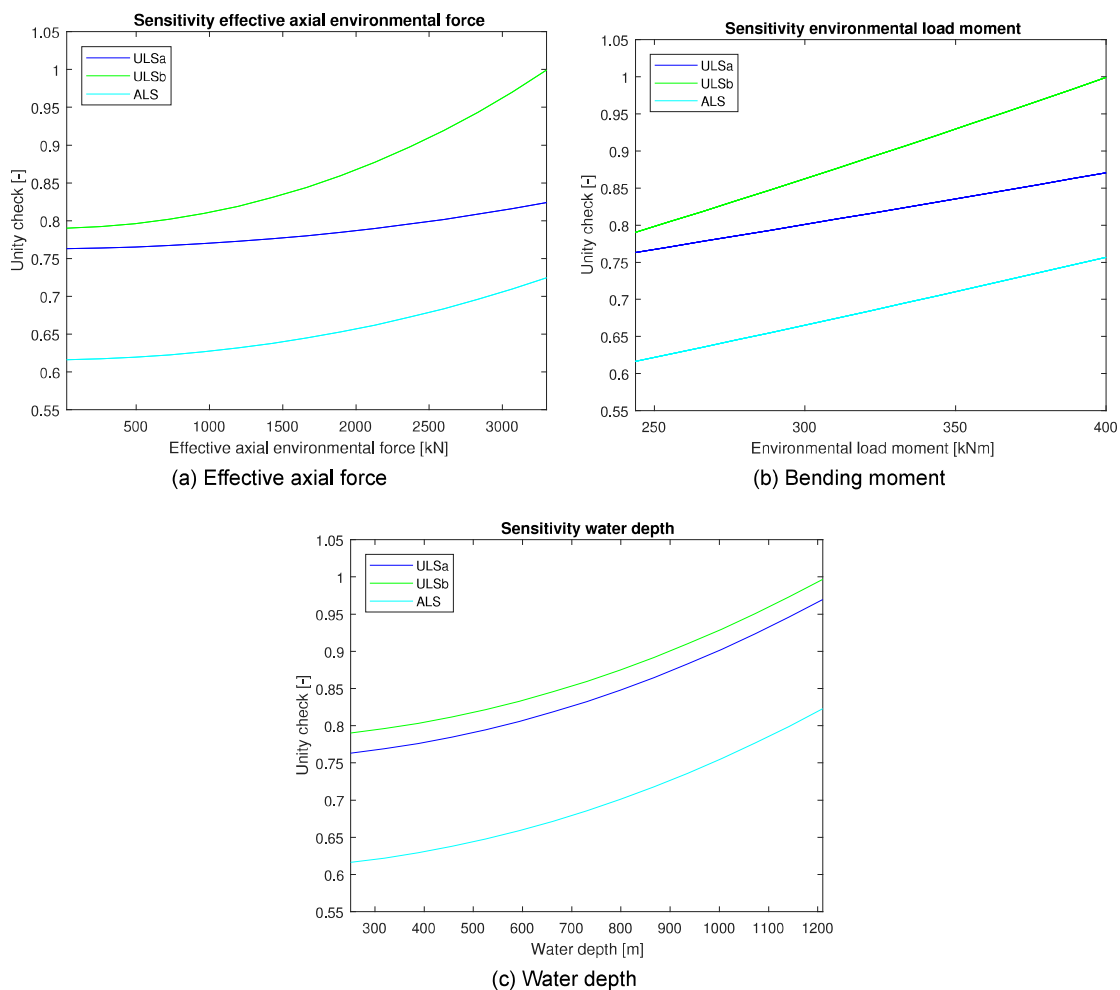 Sensitivity effective axial environmental force
1.05
1
0.95
0.9
0.85
0.8
0.75
0.7
0.65
0.6
0.55
Unity check [-]
ULSa
ULSb
ALS
500 1000 1500 2000 2500 3000
Effective axial environmental force [kN]
(a) Effective axial force
Sensitivity environmental load moment
1.05
1
0.95
0.9
0.85
0.8
0.75
0.7
0.65
0.6
0.55
Unity check [-]
ULSa
ULSb
ALS
250 300 350 400
Environmental load moment [kNm]
(b) Bending moment
Sensitivity water depth
1.05
1
0.95
0.9
0.85
0.8
0.75
0.7
0.65
0.6
0.55
Unity check [-]
ULSa
ULSb
ALS
300 400 500 600 700 800 900 1000 1100 1200
Water depth [m]
(c) Water depth